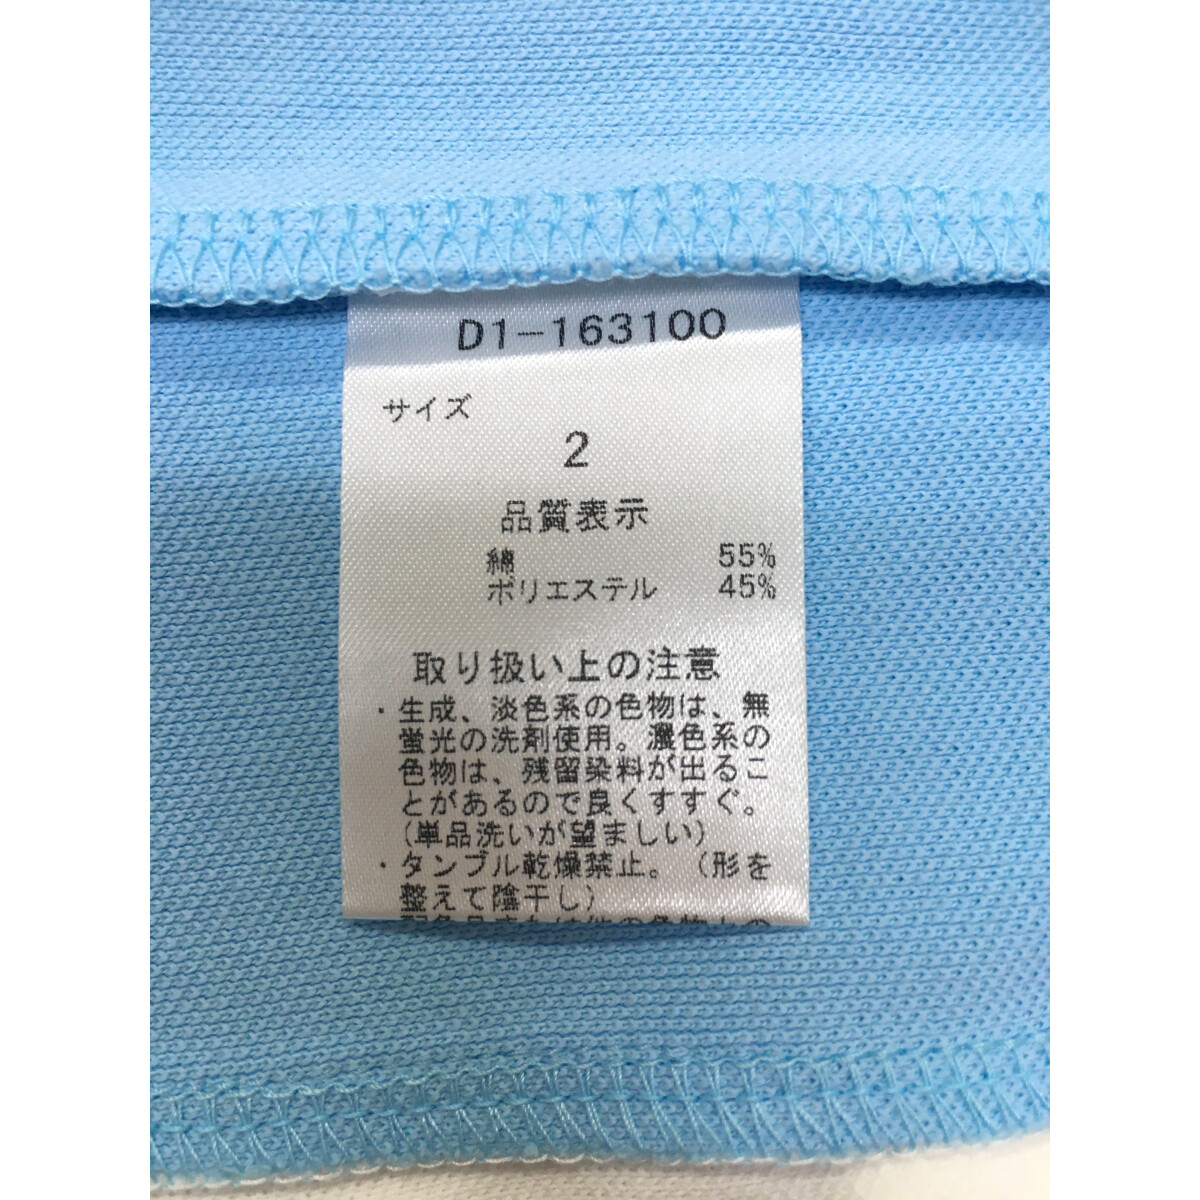 D1-163100
サイズ
2
品質表示
綿 55%
ポリエステル 45%
取り扱い上の注意
・生成、淡色系の色物は、無
蛍光の洗剤使用。濃色系の
色物は、残留染料が出るこ
とがあるので良くすすぐ。
(単品洗いが望ましい)
・タンブル乾燥禁止。(形を
整えて陰干し)